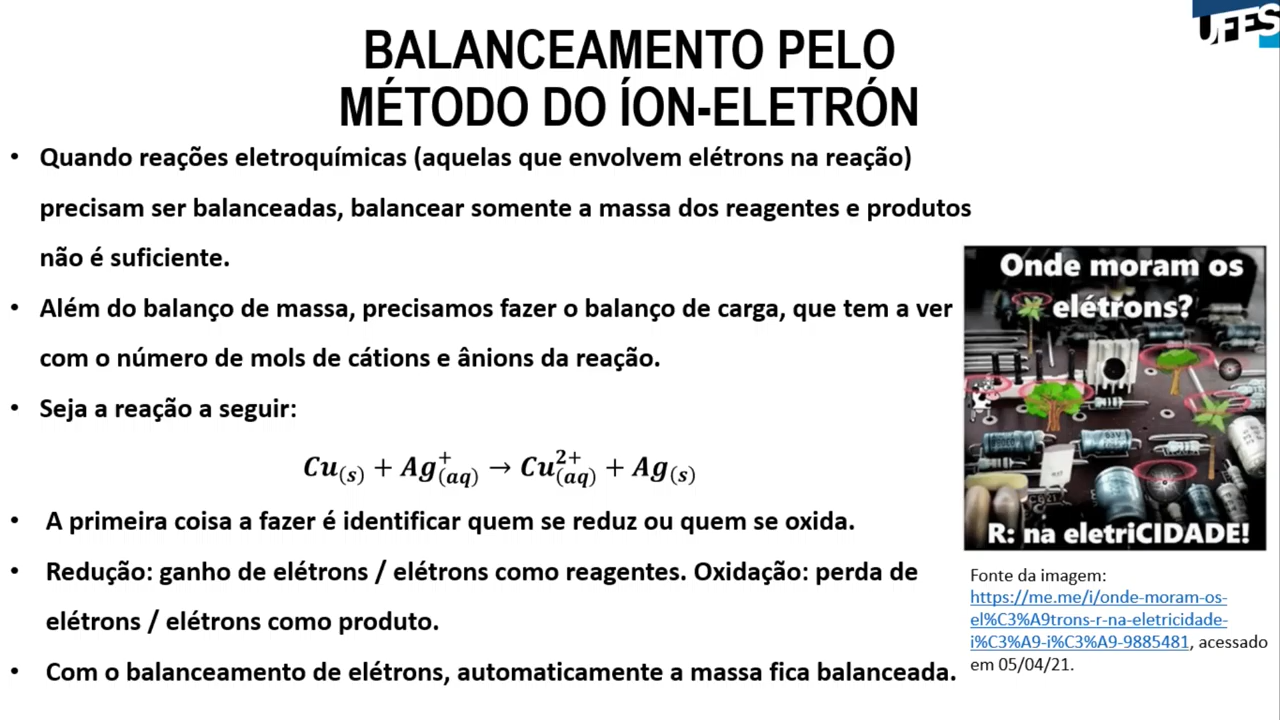 UFES
BALANCEAMENTO PELO
MÉTODO DO ÍON-ELETRÓN
• Quando reações eletroquímicas (aquelas que envolvem elétrons na reação)
precisam ser balanceadas, balancear somente a massa dos reagentes e produtos
não é suficiente.
• Além do balanço de massa, precisamos fazer o balanço de carga, que tem a ver
com o número de mols de cátions e ânions da reação.
• Seja a reação a seguir:
Cu(s) + Ag+(aq) → Cu2+(aq) + Ag(s)
• A primeira coisa a fazer é identificar quem se reduz ou quem se oxida.
• Redução: ganho de elétrons / elétrons como reagentes. Oxidação: perda de
elétrons / elétrons como produto.
• Com o balanceamento de elétrons, automaticamente a massa fica balanceada.
Onde moram os
elétrons?
R: na eletriCIDADE!
Fonte da imagem:
https://me.me/i/onde-moram-os-
el%C3%A9trons-r-na-eletricidade-
i%C3%A9-i%C3%A9-9885481, acessado
em 05/04/21.